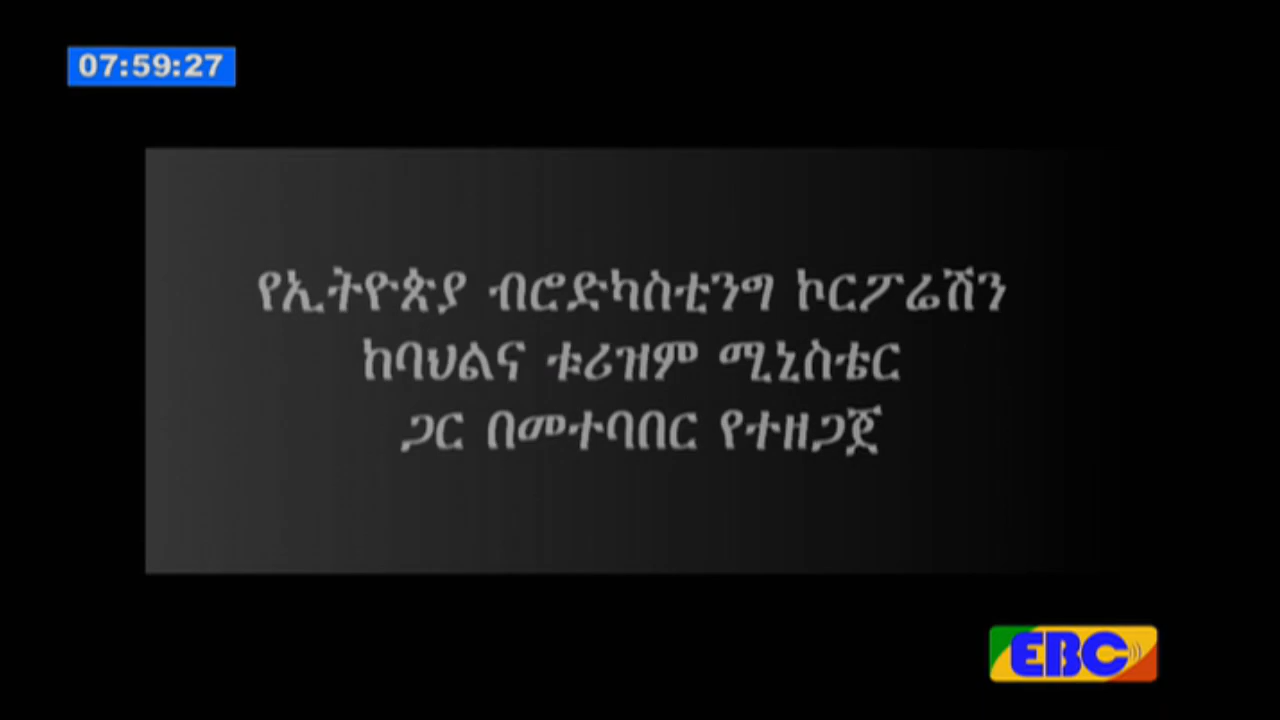 07:59:27
የኢትዮጵያ ብሮድካስቲንግ ኮርፖሬሽን
ከባህልና ቱሪዝም ሚኒስቴር
ጋር በመተባበር የተዘጋጀ
EBC